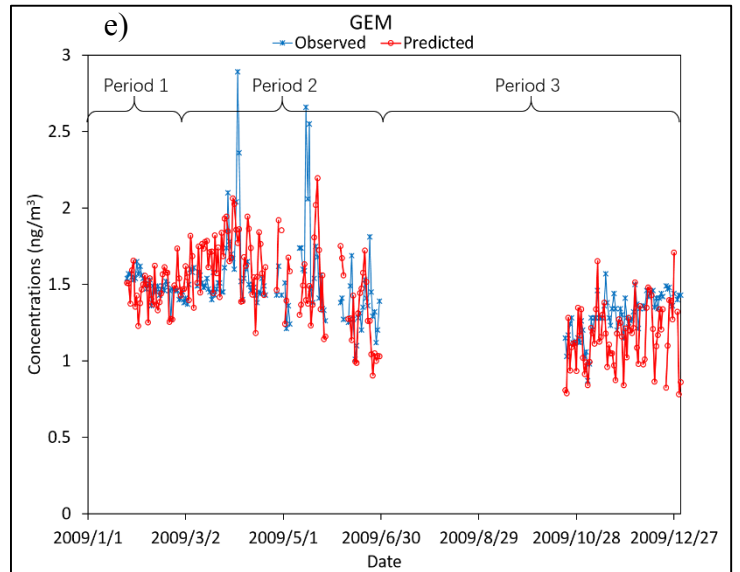 e)
GEM
Observed Predicted
Period 1 Period 2 Period 3
3
2.5
2
1.5
1
0.5
0
Concentrations (ng/m³)
2009/1/1 2009/3/2 2009/5/1 2009/6/30 2009/8/29 2009/10/28 2009/12/27
Date